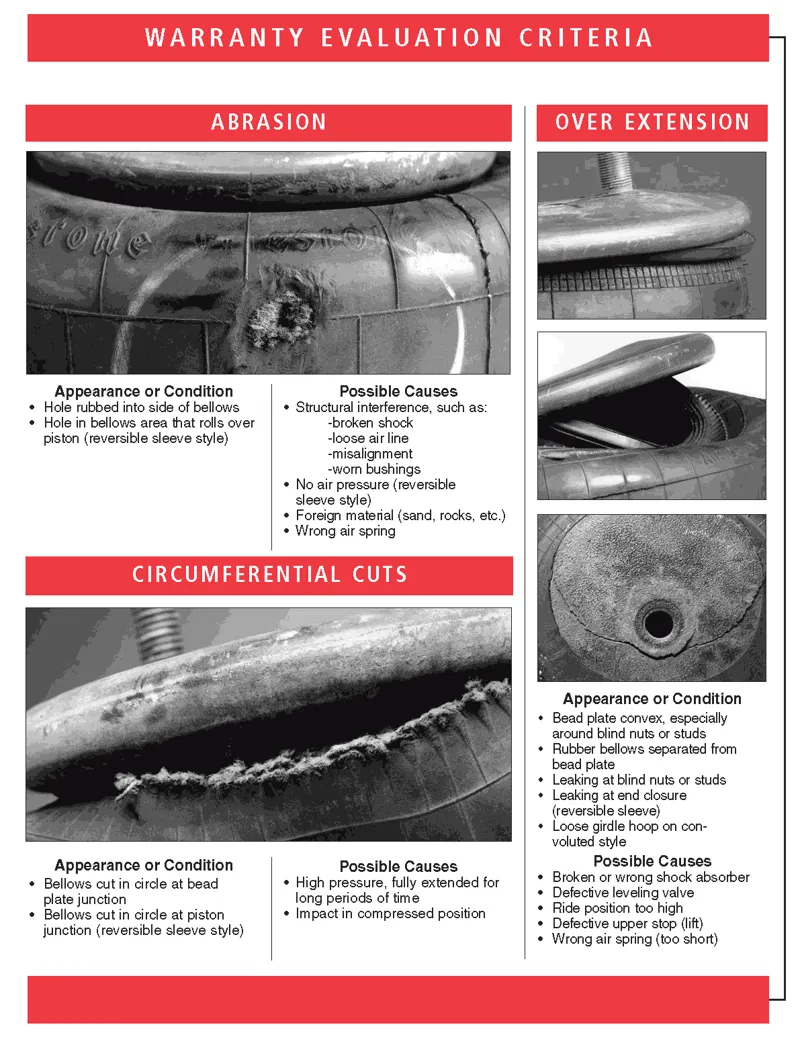 WARRANTY EVALUATION CRITERIA
ABRASION
Appearance or Condition
• Hole rubbed into side of bellows
• Hole in bellows area that rolls over
piston (reversible sleeve style)
Possible Causes
• Structural interference, such as:
-broken shock
-loose air line
-misalignment
-worn bushings
• No air pressure (reversible
sleeve style)
• Foreign material (sand, rocks, etc.)
• Wrong air spring
CIRCUMFERENTIAL CUTS
Appearance or Condition
• Bellows cut in circle at bead
plate junction
• Bellows cut in circle at piston
junction (reversible sleeve style)
Possible Causes
• High pressure, fully extended for
long periods of time
• Impact in compressed position
OVER EXTENSION
Appearance or Condition
• Bead plate convex, especially
around blind nuts or studs
• Rubber bellows separated from
bead plate
• Leaking at blind nuts or studs
• Leaking at end closure
(reversible sleeve)
• Loose girdle hoop on con-
voluted style
Possible Causes
• Broken or wrong shock absorber
• Defective leveling valve
• Ride position too high
• Defective upper stop (lift)
• Wrong air spring (too short)